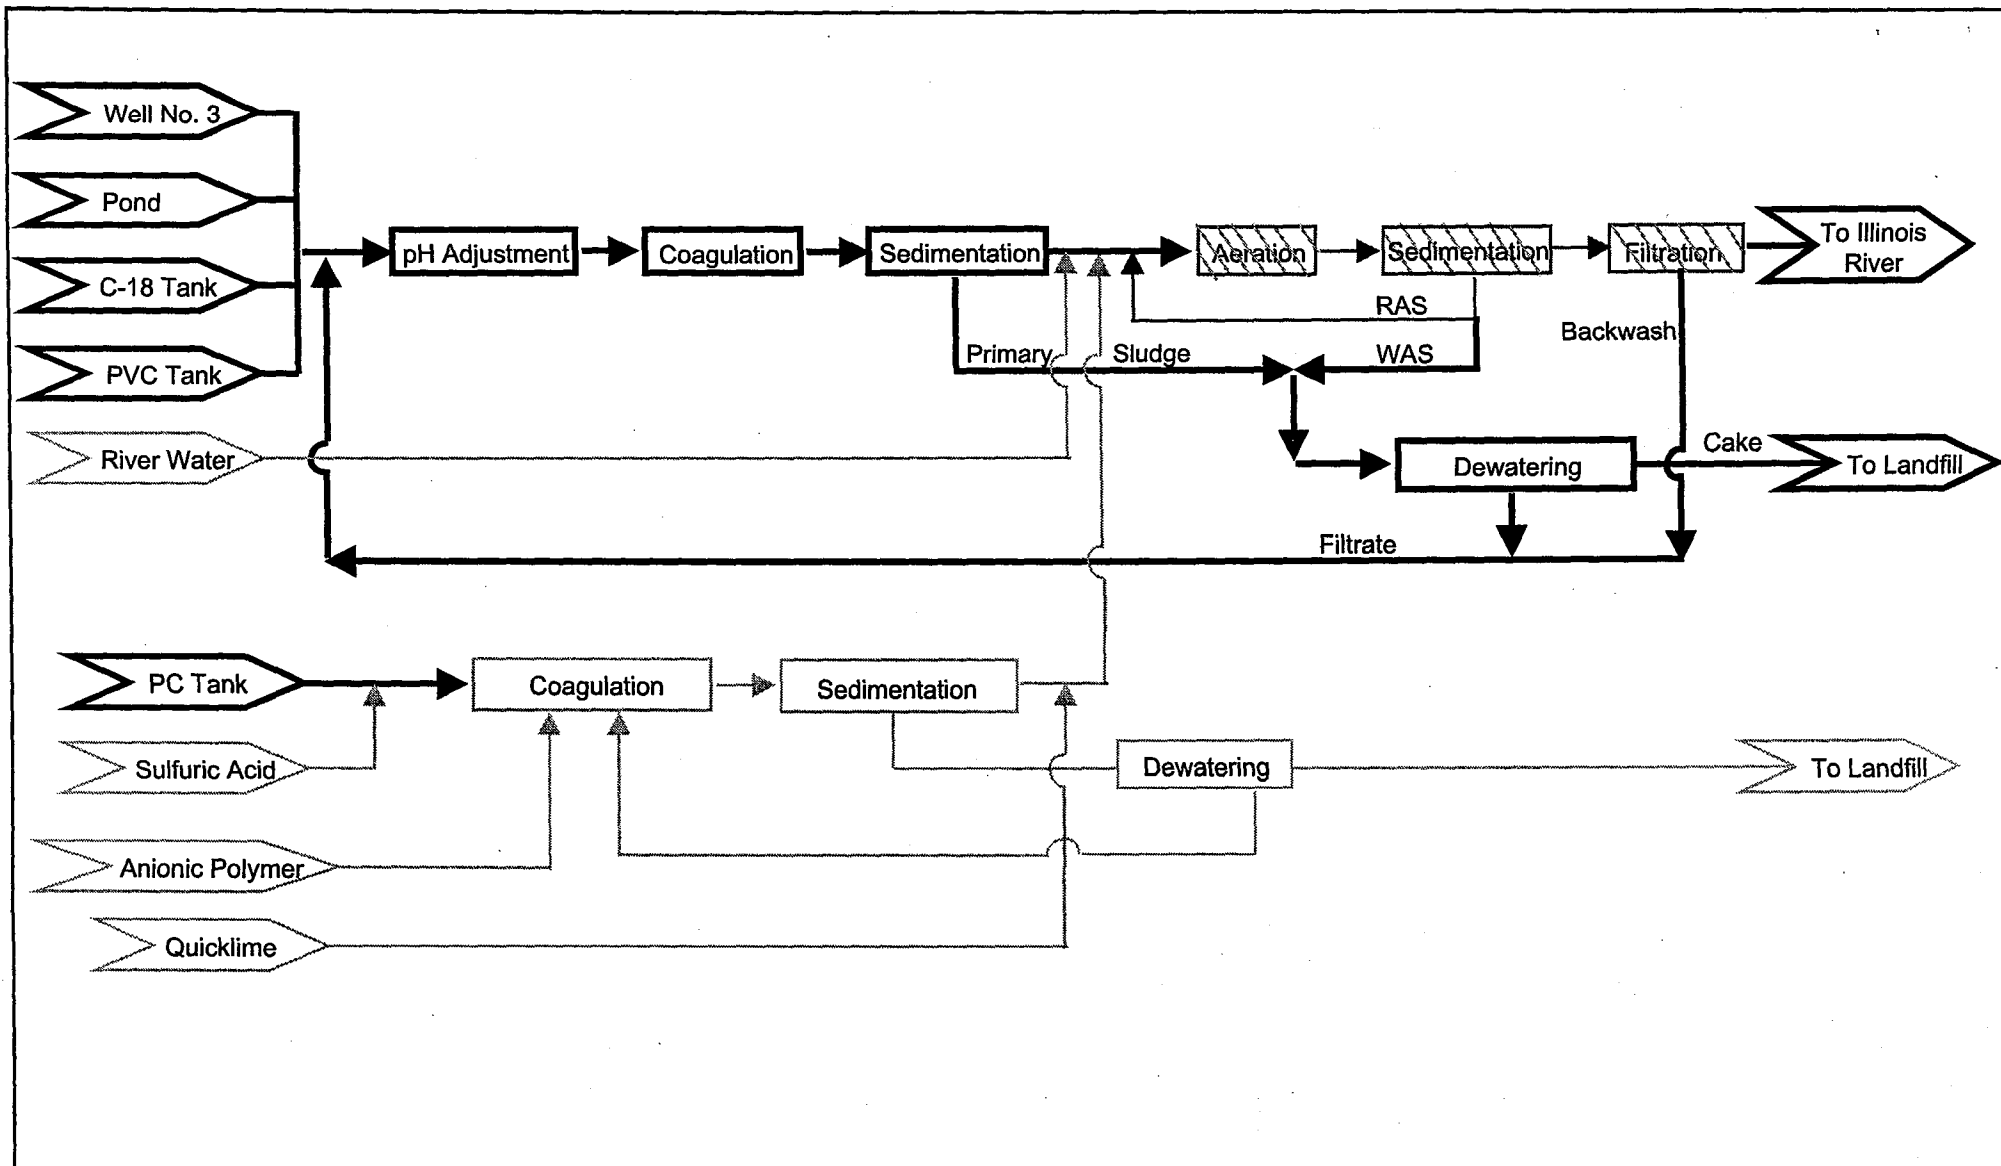 Well No. 3
Pond
C-18 Tank
PVC Tank
River Water
pH Adjustment
Coagulation
Sedimentation
Aeration
Sedimentation
Filtration
To Illinois
River
RAS
Backwash
Primary Sludge
WAS
Cake
Dewatering
To Landfill
Filtrate
PC Tank
Coagulation
Sedimentation
Sulfuric Acid
Dewatering
To Landfill
Anionic Polymer
Quicklime